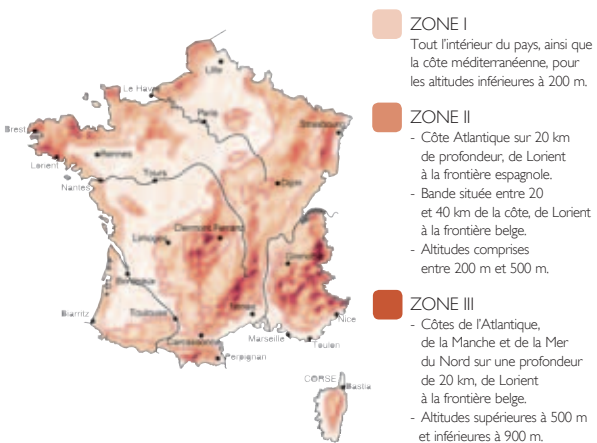 ZONE I
Tout l'intérieur du pays, ainsi que
la côte méditerranéenne, pour
les altitudes inférieures à 200 m.
ZONE II
- Côte Atlantique sur 20 km
de profondeur, de Lorient
à la frontière espagnole.
- Bande située entre 20
et 40 km de la côte, de Lorient
à la frontière belge.
- Altitudes comprises
entre 200 m et 500 m.
ZONE III
- Côtes de l'Atlantique,
de la Manche et de la Mer
du Nord sur une profondeur
de 20 km, de Lorient
à la frontière belge.
- Altitudes supérieures à 500 m
et inférieures à 900 m.
Lille
Le Havre
Paris
Strasbourg
Brest
Rennes
Lorient
Tours
Dijon
Nantes
Clermont Ferrand
Limoges
Grenoble
Bordeaux
Biarritz
Toulouse
Nimes
Nice
Carcassonne
Marseille
Toulon
Perpignan
CORSE
Bastia